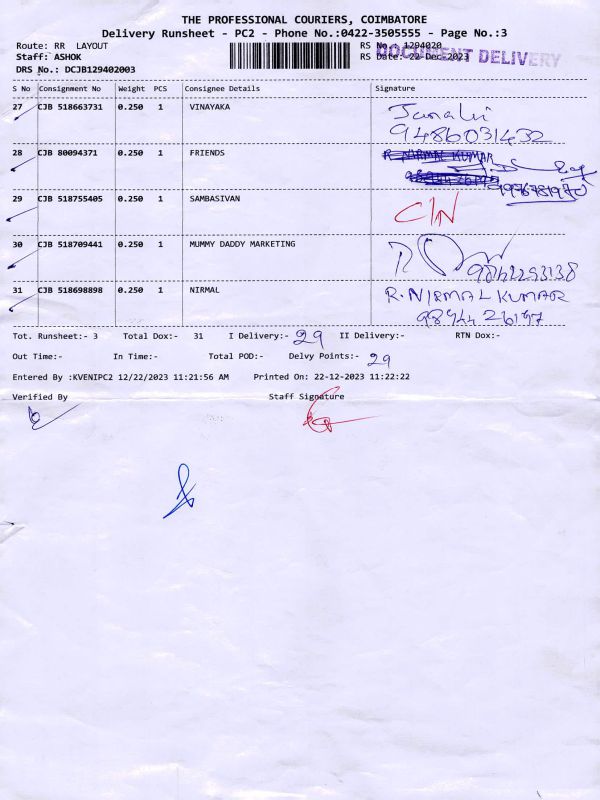 THE PROFESSIONAL COURIERS, COIMBATORE
Delivery Runsheet - PC2 - Phone No.:0422-3505555 - Page No.:3
Route: RR LAYOUT RS No.: 1294020
DOCUMENT DELIVERY
Staff: ASHOK RS Date: 22-Dec-2023
DRS No.: DCJB129402003
S No Consignment No Weight PCS Consignee Details Signature
27 CJB 518663731 0.250 1 VINAYAKA
9486031432
28 CJB 80094371 0.250 1 FRIENDS R NIRMAL KUMAR
29 CJB 518755405 0.250 1 SAMBASIVAN C/N
30 CJB 518709441 0.250 1 MUMMY DADDY MARKETING
31 CJB 518698898 0.250 1 NIRMAL R. NIRMAL KUMAR
98944 26197
Tot. Runsheet:- 3 Total Dox:- 31 I Delivery:- 29 II Delivery:- RTN Dox:-
Out Time:- In Time:- Total POD:- Delvy Points:- 29
Entered By :KVENIPC2 12/22/2023 11:21:56 AM Printed On: 22-12-2023 11:22:22
Verified By Staff Signature